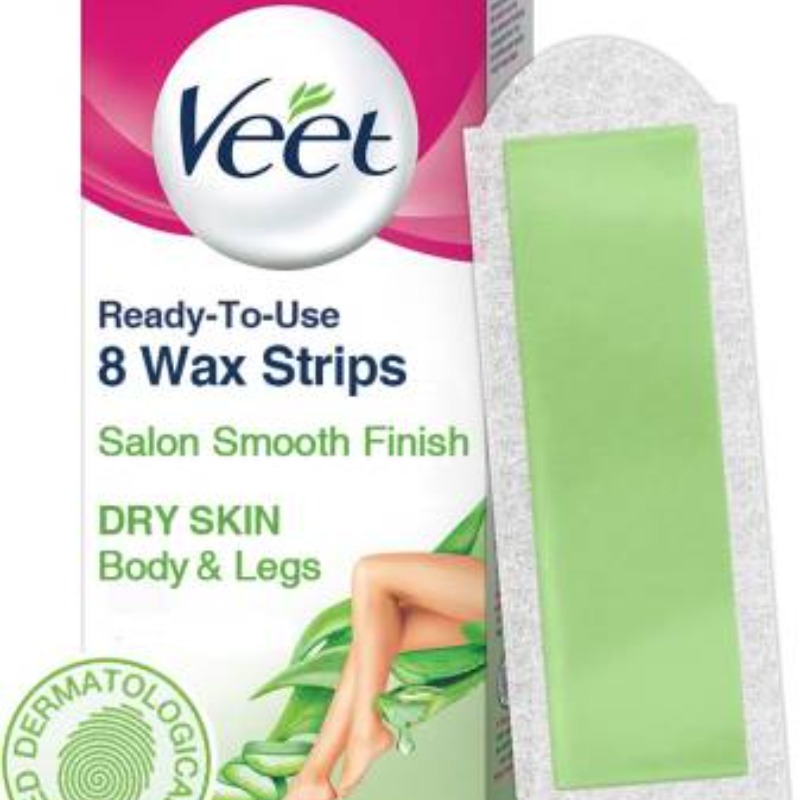 Veet
Ready-To-Use
8 Wax Strips
Salon Smooth Finish
DRY SKIN
Body & Legs
DERMATOLOGICA